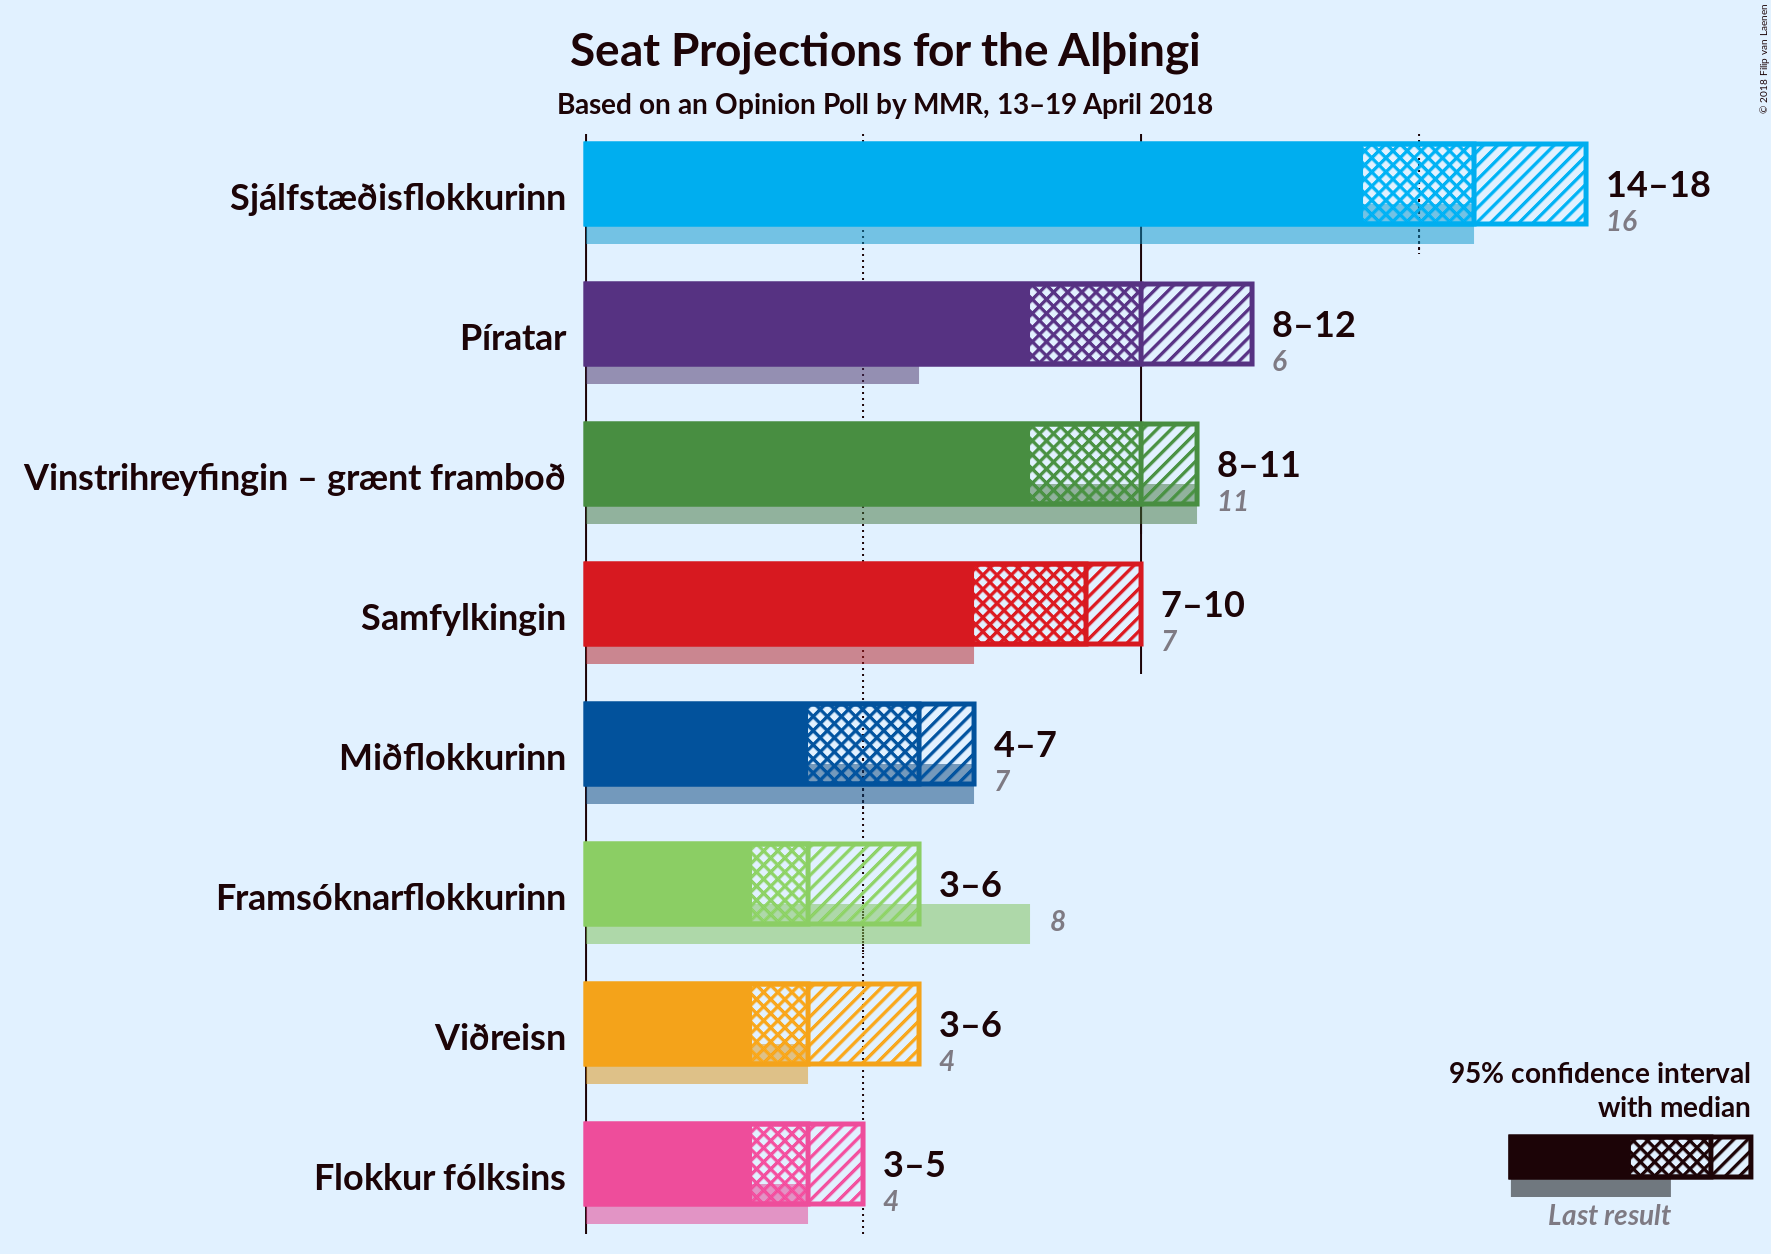 Seat Projections for the Alþingi
Based on an Opinion Poll by MMR, 13–19 April 2018
© 2018 Filip van Laenen
Sjálfstæðisflokkurinn
14–18
16
Píratar
8–12
6
Vinstrihreyfingin – grænt framboð
8–11
11
Samfylkingin
7–10
7
Miðflokkurinn
4–7
7
Framsóknarflokkurinn
3–6
8
Viðreisn
3–6
4
Flokkur fólksins
3–5
4
95% confidence interval
with median
Last result